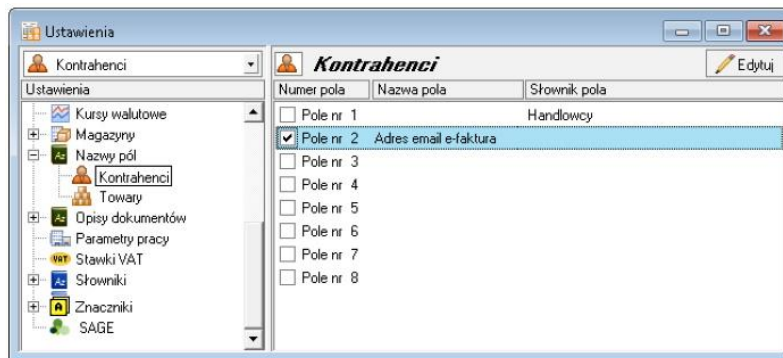 Ustawienia
Kontrahenci
Kontrahenci
Edytuj
Ustawienia
Numer pola Nazwa pola Słownik pola
Kursy walutowe
Magazyny
Nazwy pól
Kontrahenci
Towary
Opisy dokumentów
Parametry pracy
VAT Stawki VAT
Słowniki
A Znaczniki
SAGE
Pole nr 1 Handlowcy
Pole nr 2 Adres email e-faktura
Pole nr 3
Pole nr 4
Pole nr 5
Pole nr 6
Pole nr 7
Pole nr 8